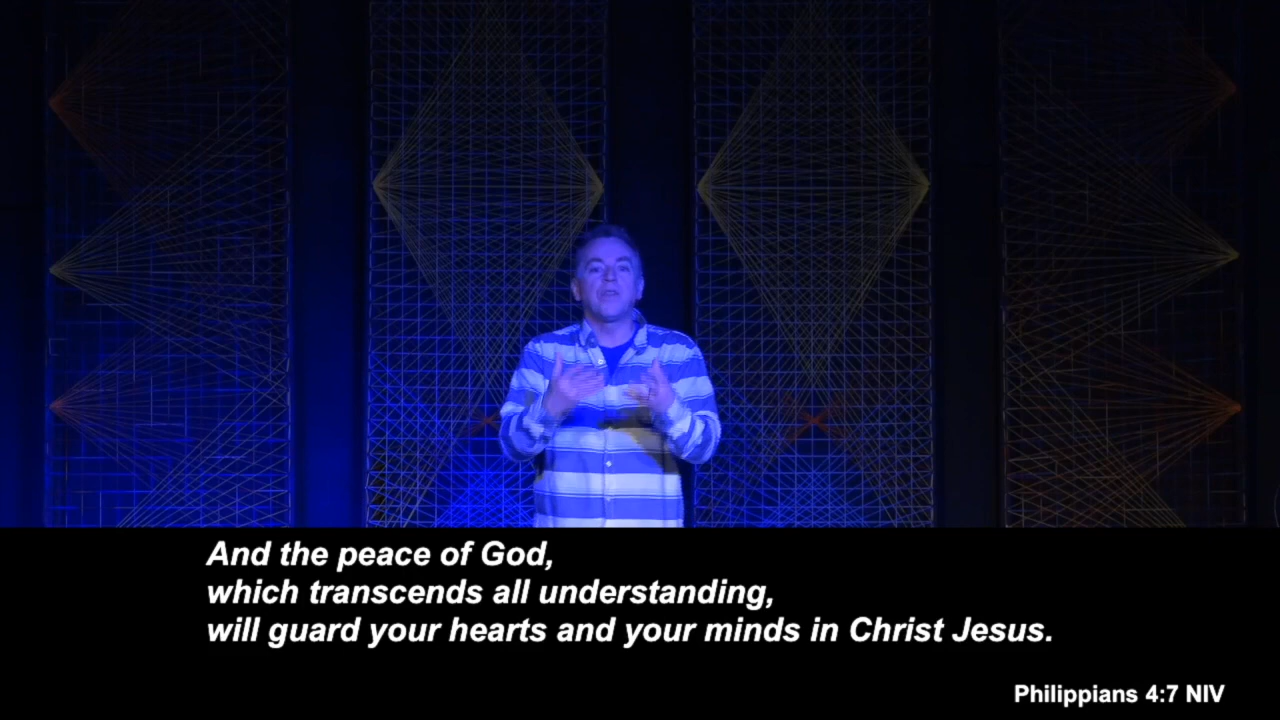 And the peace of God,
which transcends all understanding,
will guard your hearts and your minds in Christ Jesus.
Philippians 4:7 NIV